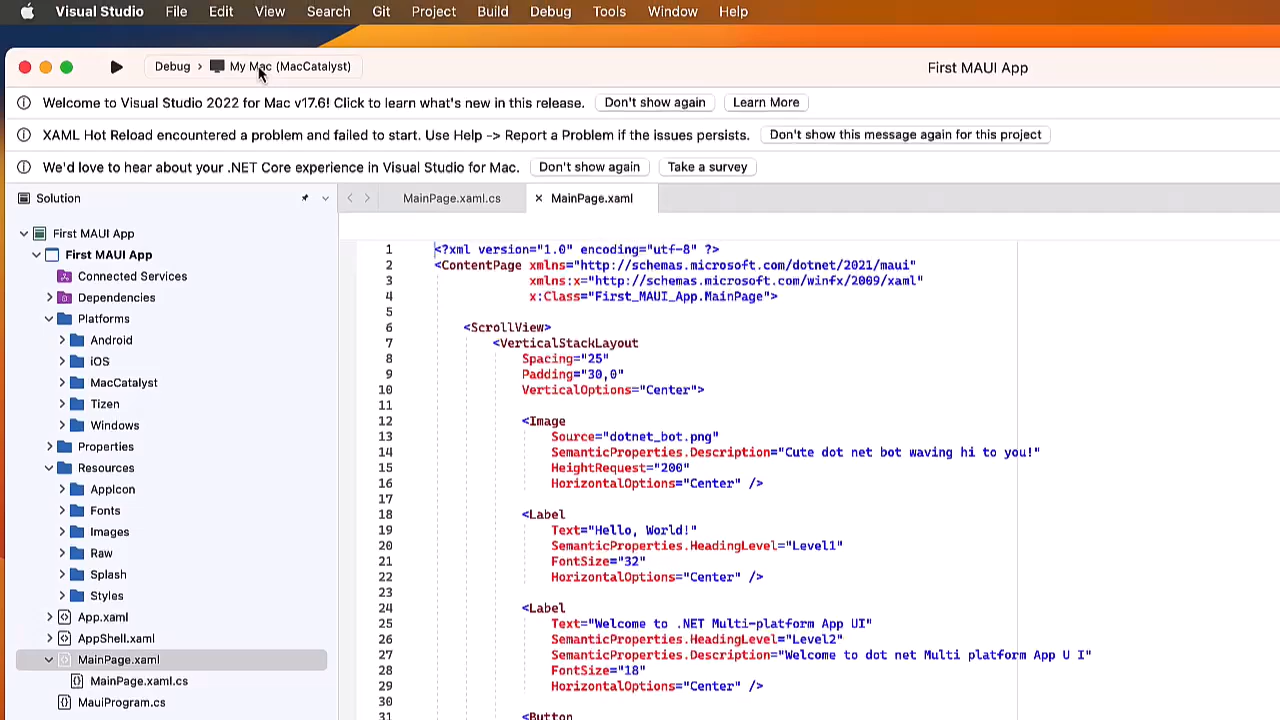 Visual Studio File Edit View Search Git Project Build Debug Tools Window Help
Debug › My Mac (MacCatalyst) First MAUI App
Welcome to Visual Studio 2022 for Mac v17.6! Click to learn what's new in this release. Don't show again Learn More
XAML Hot Reload encountered a problem and failed to start. Use Help -> Report a Problem if the issues persists. Don't show this message again for this project
We'd love to hear about your .NET Core experience in Visual Studio for Mac. Don't show again Take a survey
Solution
MainPage.xaml.cs
MainPage.xaml
First MAUI App
First MAUI App
Connected Services
Dependencies
Platforms
Android
iOS
MacCatalyst
Tizen
Windows
Properties
Resources
AppIcon
Fonts
Images
Raw
Splash
Styles
App.xaml
AppShell.xaml
MainPage.xaml
MainPage.xaml.cs
MauiProgram.cs
1 <?xml version="1.0" encoding="utf-8" ?>
2 <ContentPage xmlns="http://schemas.microsoft.com/dotnet/2021/maui"
3 xmlns:x="http://schemas.microsoft.com/winfx/2009/xaml"
4 x:Class="First_MAUI_App.MainPage">
5
6 <ScrollView>
7 <VerticalStackLayout
8 Spacing="25"
9 Padding="30,0"
10 VerticalOptions="Center">
11
12 <Image
13 Source="dotnet_bot.png"
14 SemanticProperties.Description="Cute dot net bot waving hi to you!"
15 HeightRequest="200"
16 HorizontalOptions="Center" />
17
18 <Label
19 Text="Hello, World!"
20 SemanticProperties.HeadingLevel="Level1"
21 FontSize="32"
22 HorizontalOptions="Center" />
23
24 <Label
25 Text="Welcome to .NET Multi-platform App UI"
26 SemanticProperties.HeadingLevel="Level2"
27 SemanticProperties.Description="Welcome to dot net Multi platform App U I"
28 FontSize="18"
29 HorizontalOptions="Center" />
30
31 <Button